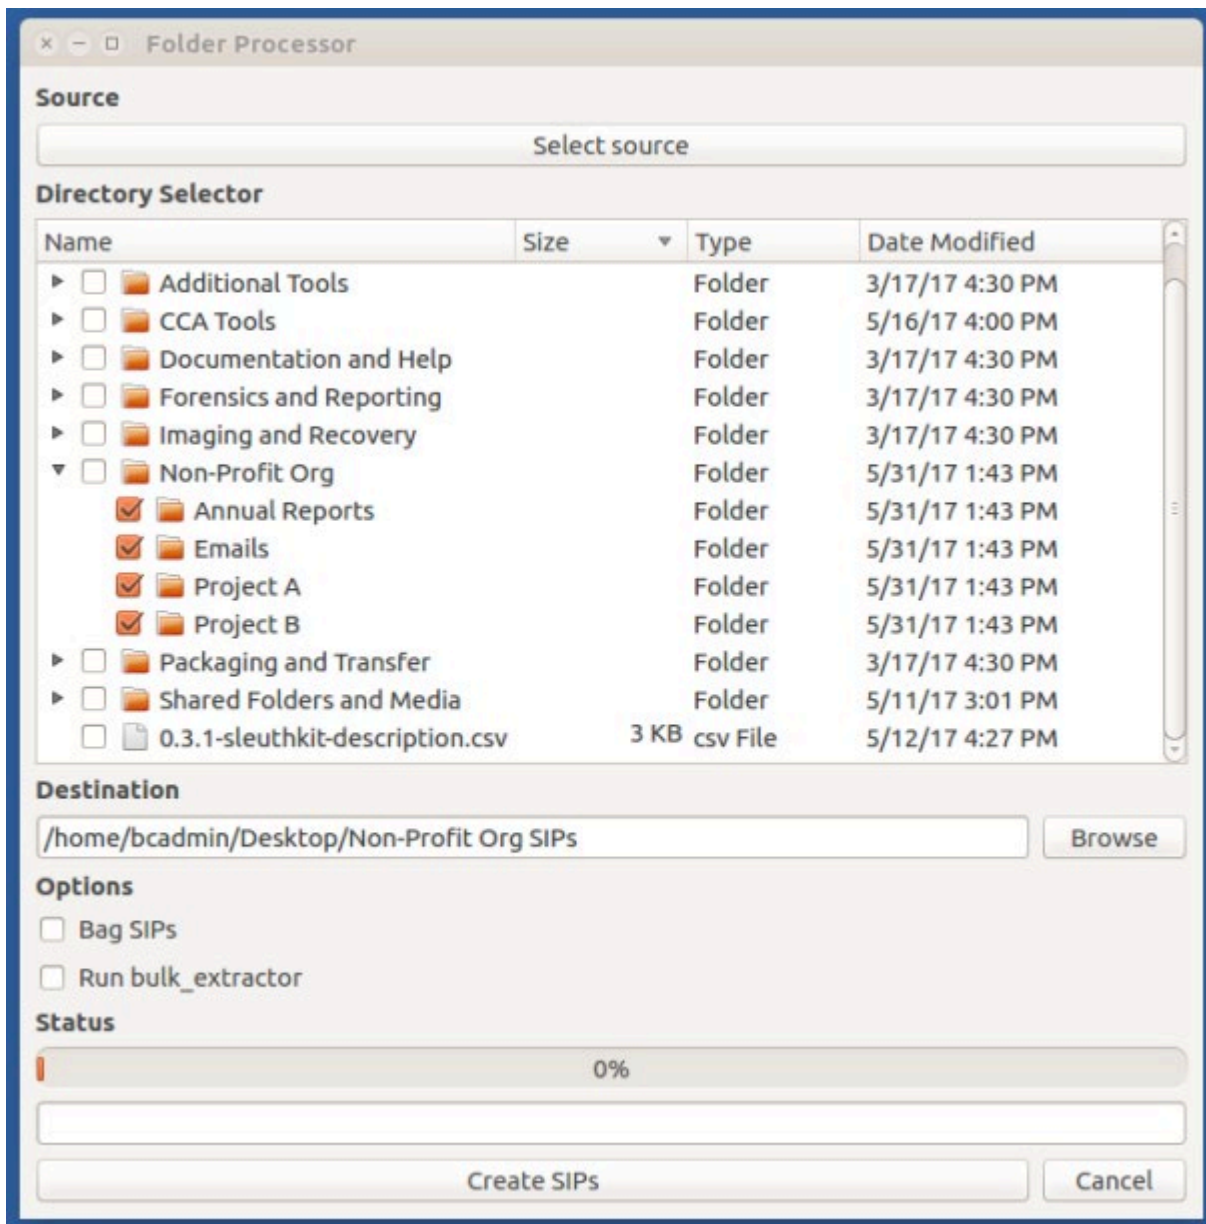 Folder Processor
Source
Select source
Directory Selector
Name Size Type Date Modified
Additional Tools Folder 3/17/17 4:30 PM
CCA Tools Folder 5/16/17 4:00 PM
Documentation and Help Folder 3/17/17 4:30 PM
Forensics and Reporting Folder 3/17/17 4:30 PM
Imaging and Recovery Folder 3/17/17 4:30 PM
Non-Profit Org Folder 5/31/17 1:43 PM
Annual Reports Folder 5/31/17 1:43 PM
Emails Folder 5/31/17 1:43 PM
Project A Folder 5/31/17 1:43 PM
Project B Folder 5/31/17 1:43 PM
Packaging and Transfer Folder 3/17/17 4:30 PM
Shared Folders and Media Folder 5/11/17 3:01 PM
0.3.1-sleuthkit-description.csv 3 KB csv File 5/12/17 4:27 PM
Destination
/home/bcadmin/Desktop/Non-Profit Org SIPs Browse
Options
Bag SIPs
Run bulk_extractor
Status
0%
Create SIPs Cancel